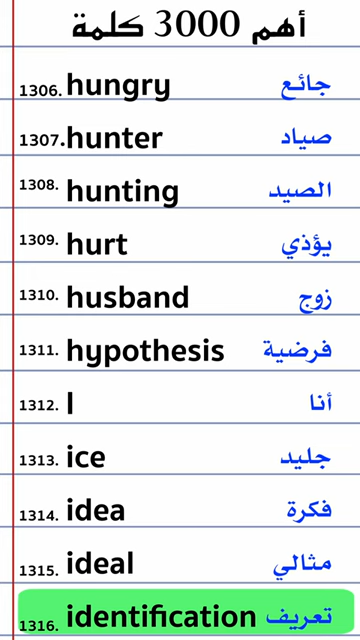 أهم 3000 كلمة
1306. hungry جائع
1307. hunter صياد
1308. hunting الصيد
1309. hurt يؤذي
1310. husband زوج
1311. hypothesis فرضية
1312. I أنا
1313. ice جليد
1314. idea فكرة
1315. ideal مثالي
1316. identification تعريف